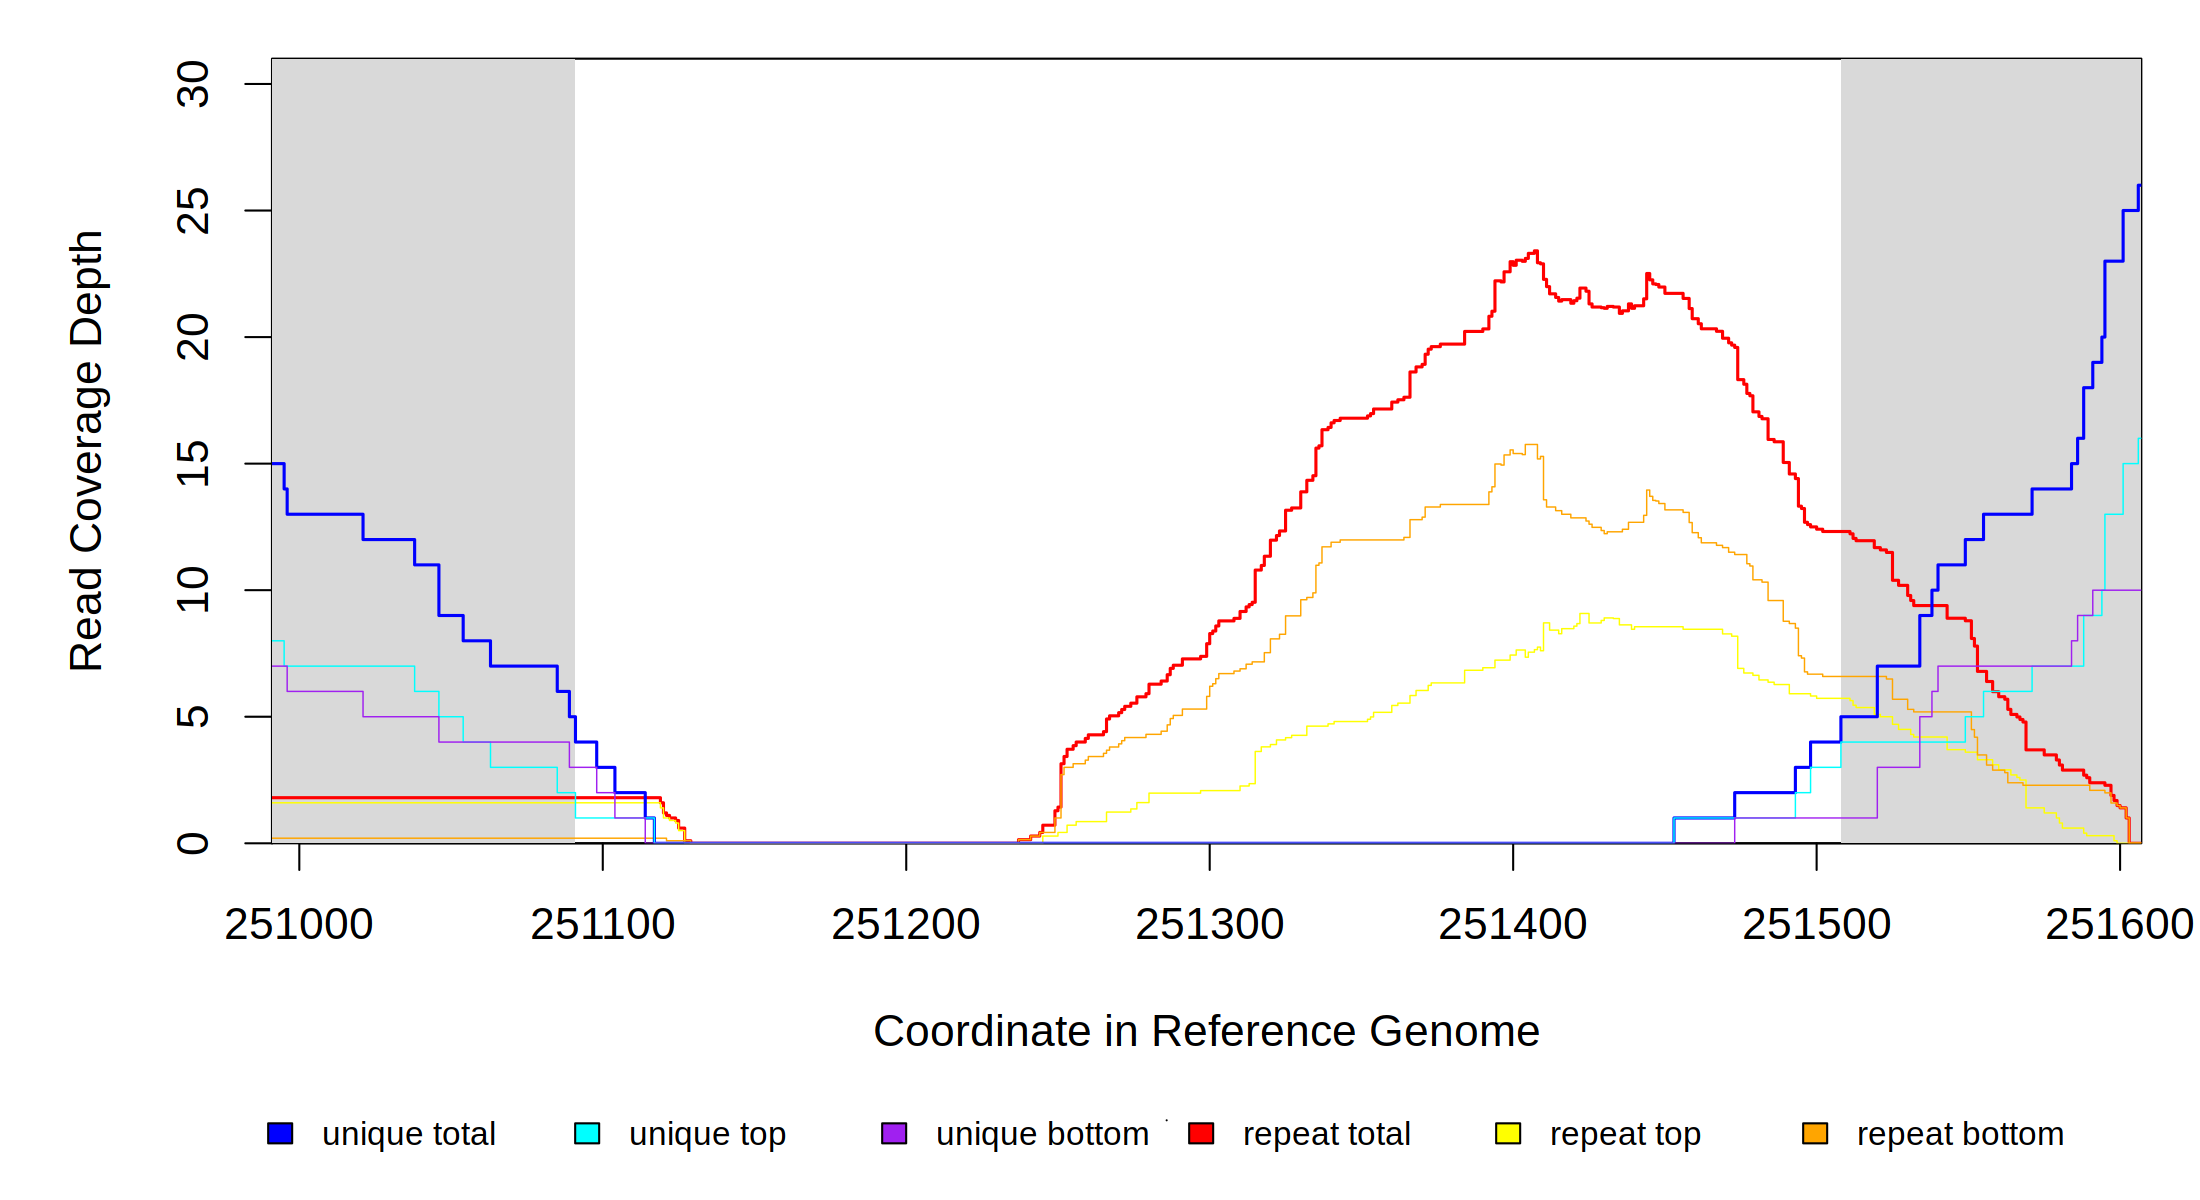 30
25
20
15
10
5
0
Read Coverage Depth
251000 251100 251200 251300 251400 251500 251600
Coordinate in Reference Genome
unique total unique top unique bottom repeat total repeat top repeat bottom